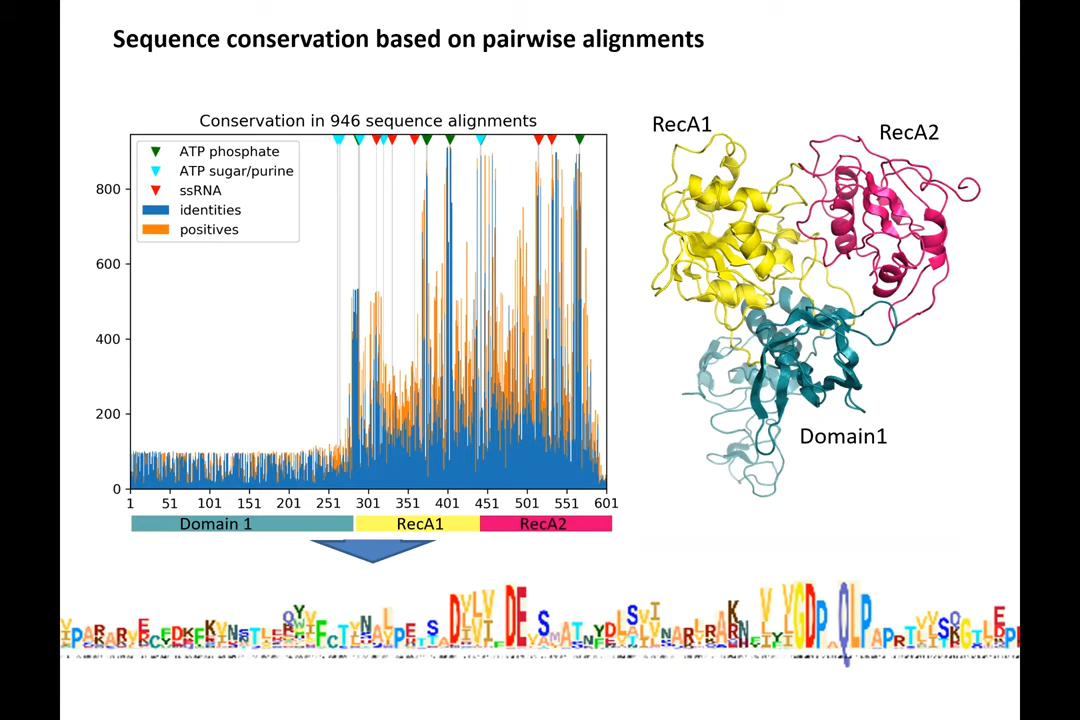 Sequence conservation based on pairwise alignments
Conservation in 946 sequence alignments
ATP phosphate
ATP sugar/purine
ssRNA
identities
positives
800
600
400
200
0
1 51 101 151 201 251 301 351 401 451 501 551 601
Domain 1 RecA1 RecA2
RecA1
RecA2
Domain1